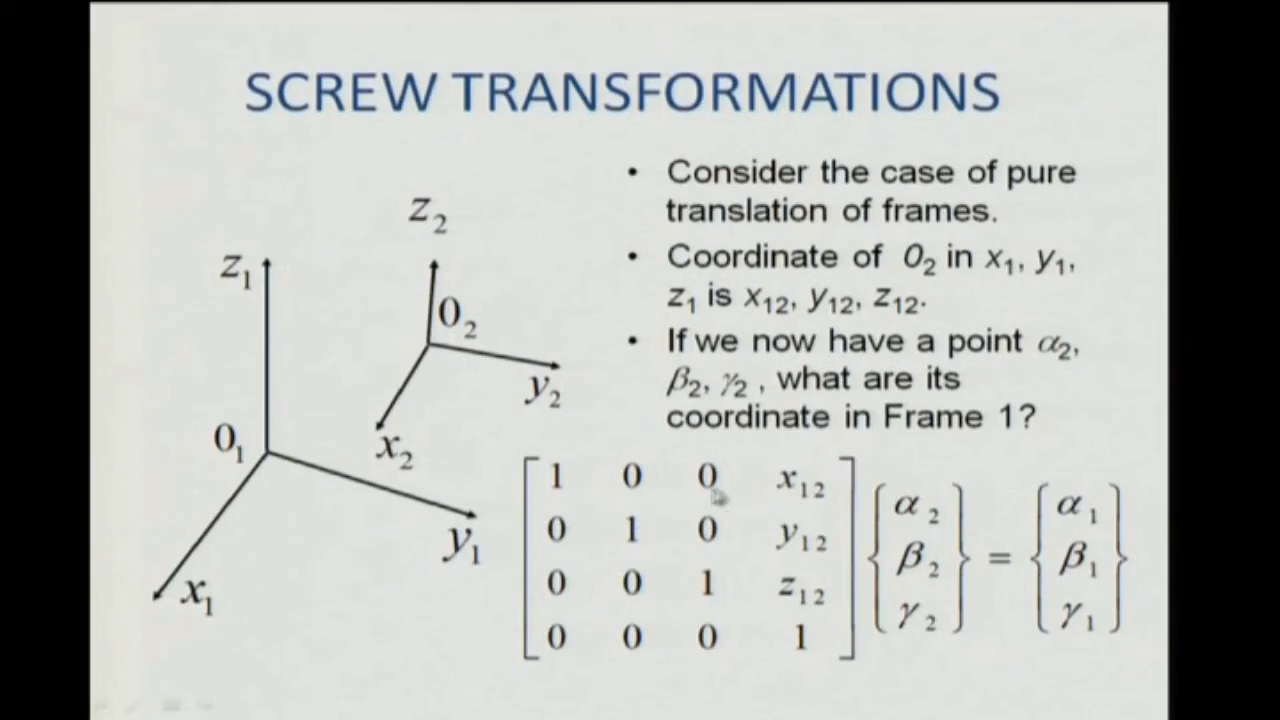 SCREW TRANSFORMATIONS
• Consider the case of pure
translation of frames.
• Coordinate of 0₂ in x₁, y₁,
z₁ is x₁₂, y₁₂, z₁₂.
• If we now have a point α₂,
β₂, γ₂ , what are its
coordinate in Frame 1?
z₁
0₁
x₁
y₁
z₂
0₂
x₂
y₂
1 0 0 x₁₂
0 1 0 y₁₂
0 0 1 z₁₂
0 0 0 1
α₂
β₂
γ₂
=
α₁
β₁
γ₁